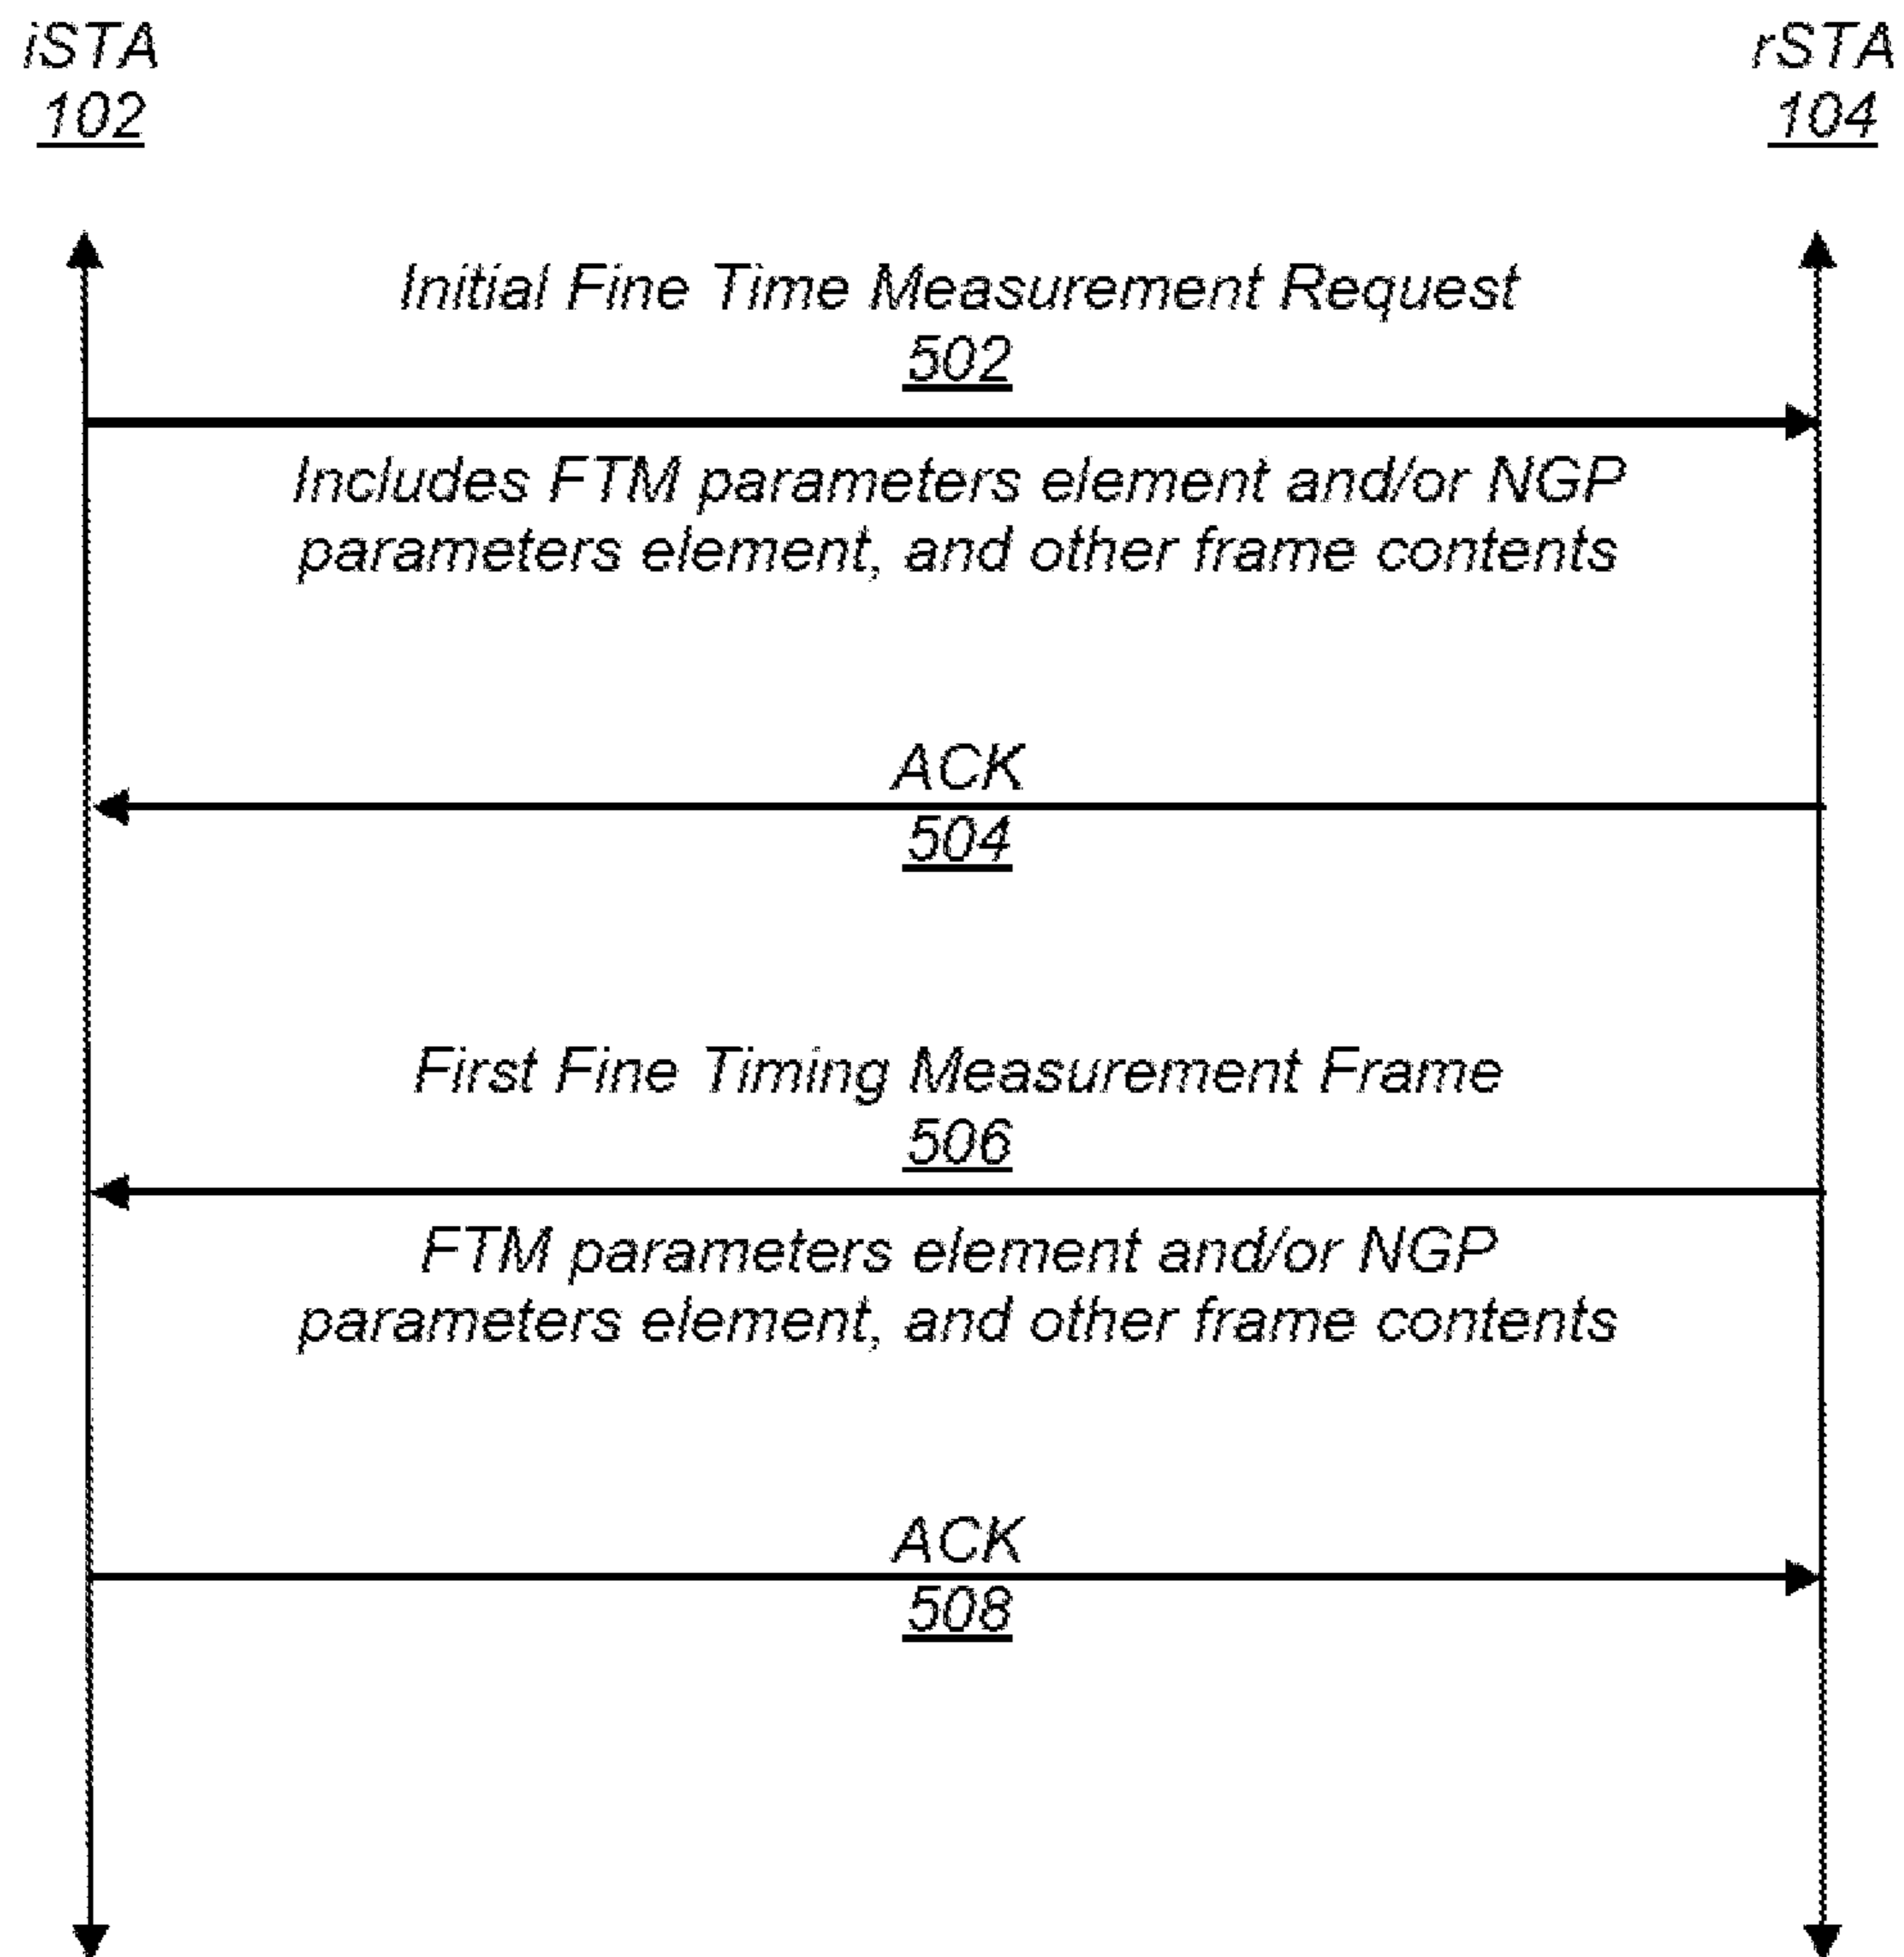 iSTA
102
rSTA
104
Initial Fine Time Measurement Request
502
Includes FTM parameters element and/or NGP
parameters element, and other frame contents
ACK
504
First Fine Timing Measurement Frame
506
FTM parameters element and/or NGP
parameters element, and other frame contents
ACK
508